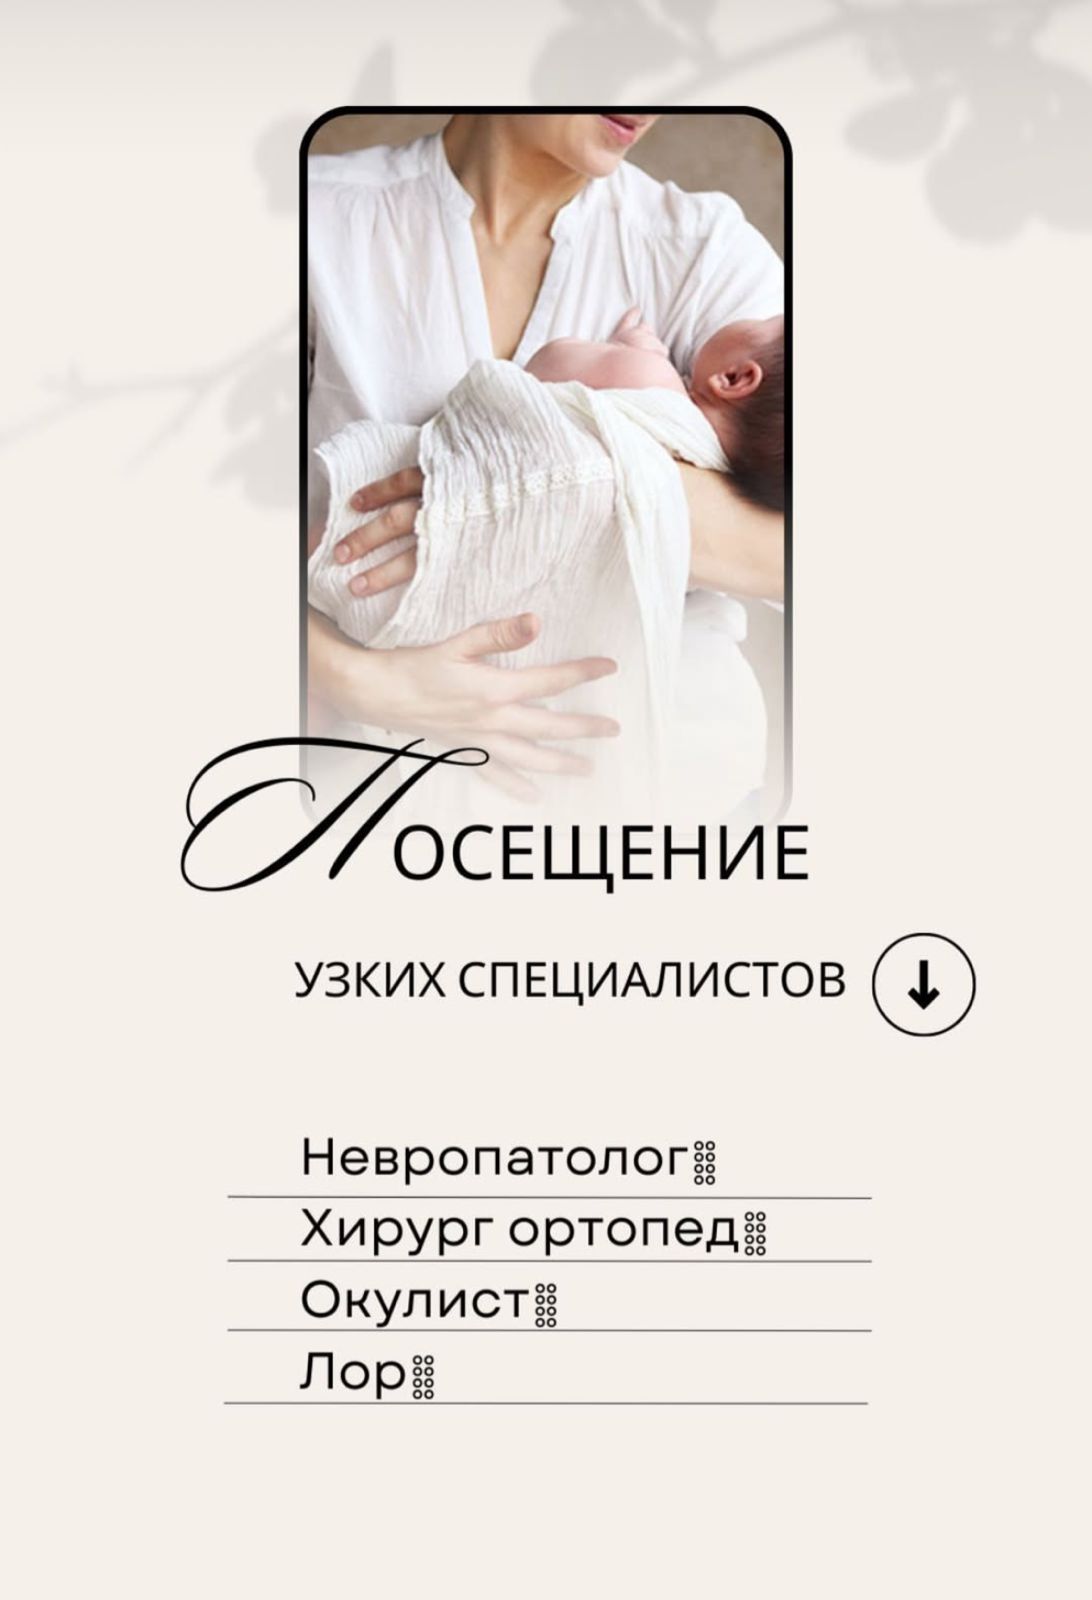 Посещение
узких специалистов
Невропатолог
Хирург ортопед
Окулист
Лор